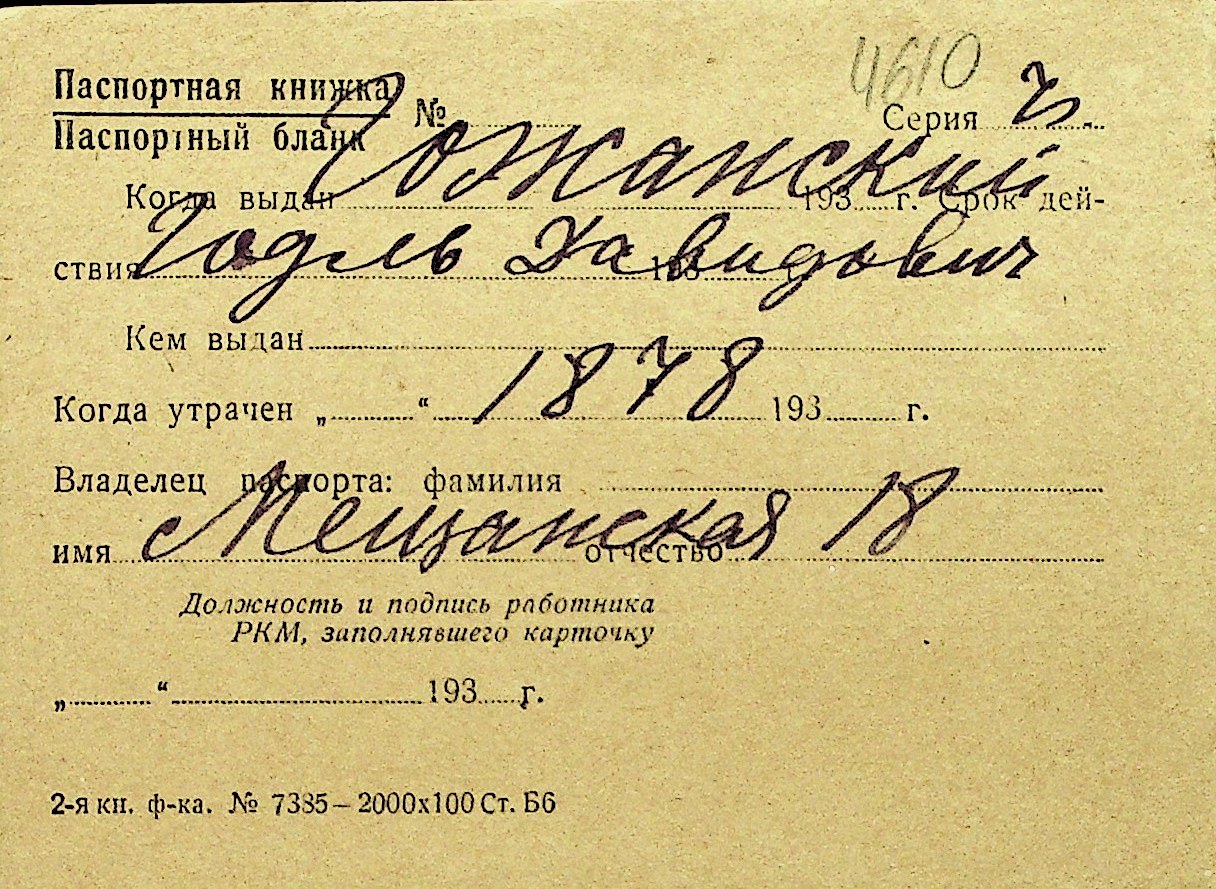 4610
Паспортная книжка
Паспортный бланк № Серия
Гожанский
Когда выдан 193 г. Срок дей-
Годль Давидович
ствия 193
Кем выдан
1878
Когда утрачен „ “ 193 г.
Владелец паспорта: фамилия
Мещанская 18
имя отчество
Должность и подпись работника
РКМ, заполнявшего карточку
„ “ 193 г.
2-я кн. ф-ка. № 7385–2000х100 Ст. Б6